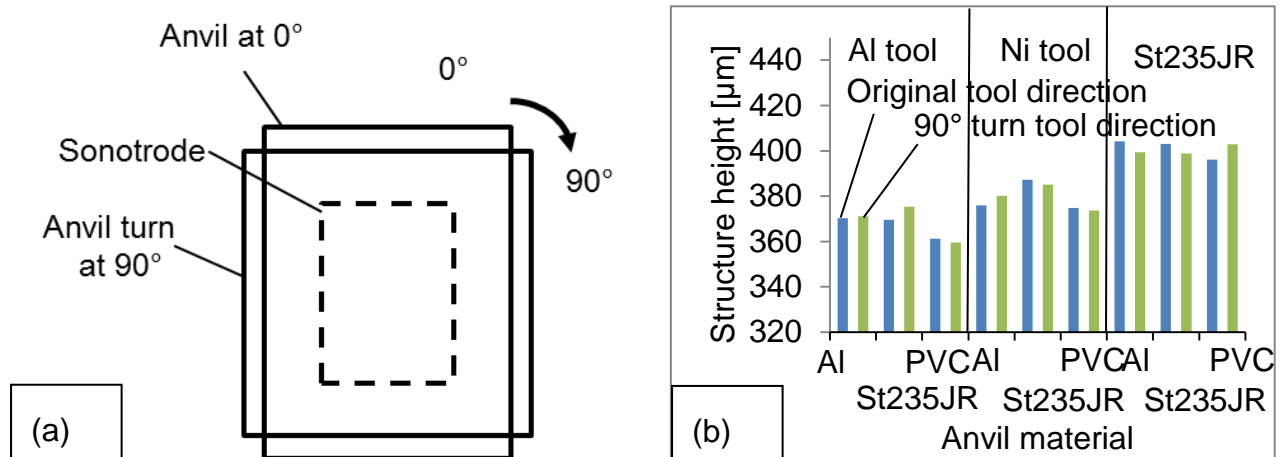 Anvil at 0°
0°
90°
Sonotrode
Anvil turn
at 90°
(a)
Structure height [µm]
440
420
400
380
360
340
320
Al tool
Ni tool
St235JR
Original tool direction
90° turn tool direction
Al
PVC
Al
PVC
Al
PVC
St235JR
St235JR
St235JR
Anvil material
(b)